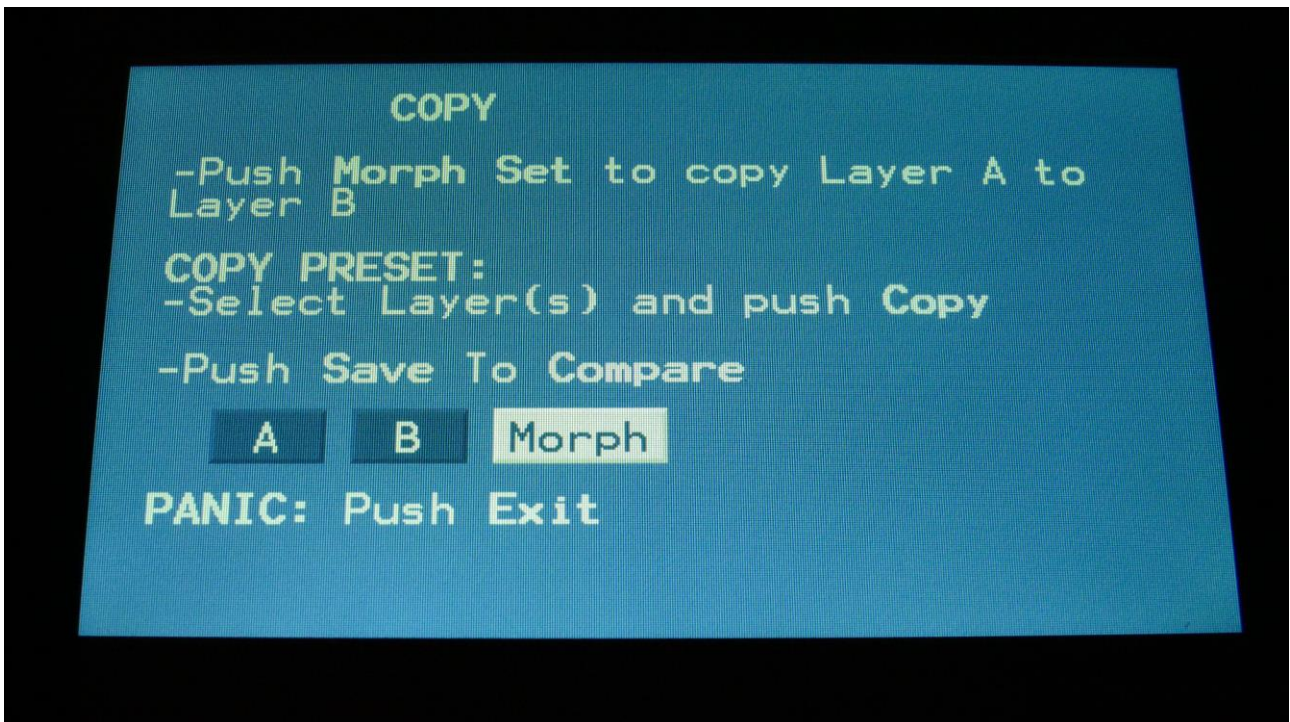 COPY
-Push Morph Set to copy Layer A to
Layer B
COPY PRESET:
-Select Layer(s) and push Copy
-Push Save To Compare
A B Morph
PANIC: Push Exit